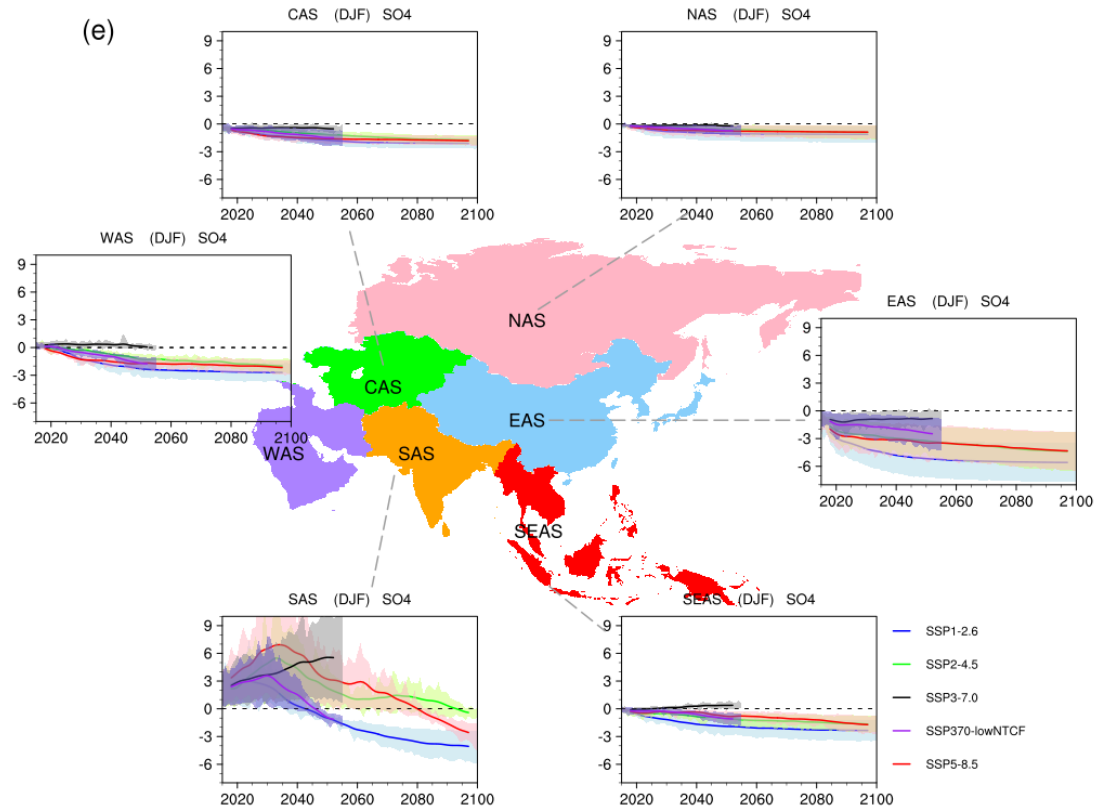 (e)
CAS (DJF) SO4
9
6
3
0
-3
-6
2020 2040 2060 2080 2100
NAS (DJF) SO4
9
6
3
0
-3
-6
2020 2040 2060 2080 2100
WAS (DJF) SO4
9
6
3
0
-3
-6
2020 2040 2060 2080 2100
EAS (DJF) SO4
9
6
3
0
-3
-6
2020 2040 2060 2080 2100
NAS
CAS
EAS
WAS
SAS
SEAS
SAS (DJF) SO4
9
6
3
0
-3
-6
2020 2040 2060 2080 2100
SEAS (DJF) SO4
9
6
3
0
-3
-6
2020 2040 2060 2080 2100
SSP1-2.6
SSP2-4.5
SSP3-7.0
SSP370-lowNTCF
SSP5-8.5